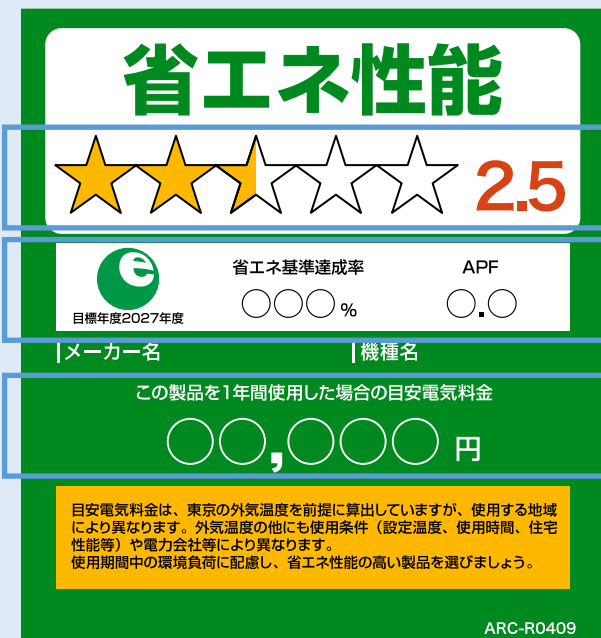 省エネ性能
2.5
e
省エネ基準達成率
APF
目標年度2027年度
○○○%
○.○
メーカー名
機種名
この製品を1年間使用した場合の目安電気料金
○○,○○○円
目安電気料金は、東京の外気温度を前提に算出していますが、使用する地域
により異なります。外気温度の他にも使用条件（設定温度、使用時間、住宅
性能等）や電力会社等により異なります。
使用期間中の環境負荷に配慮し、省エネ性能の高い製品を選びましょう。
ARC-R0409